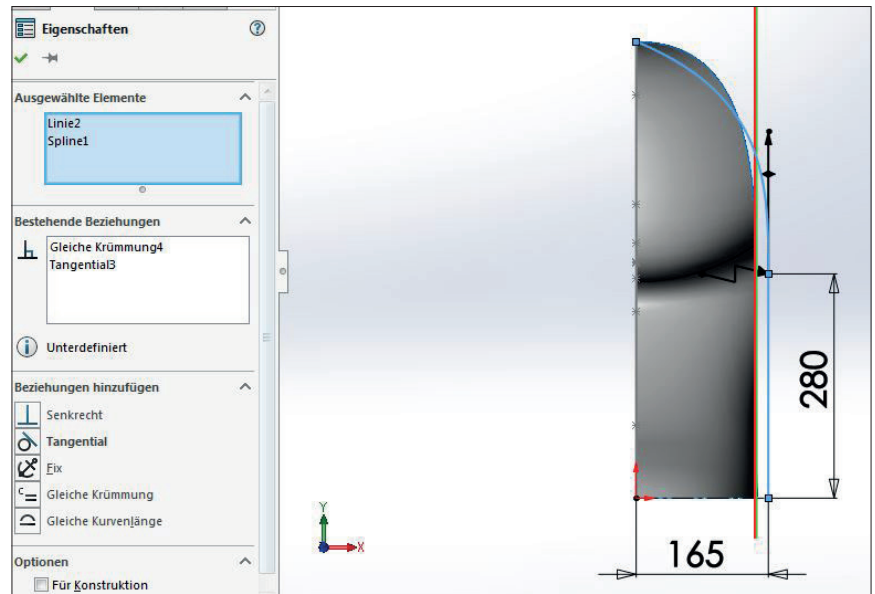 Eigenschaften
Ausgewählte Elemente
Linie2
Spline1
Bestehende Beziehungen
Gleiche Krümmung4
Tangential3
Unterdefiniert
Beziehungen hinzufügen
Senkrecht
Tangential
Fix
Gleiche Krümmung
Gleiche Kurvenlänge
Optionen
Für Konstruktion
280
165
Y
X